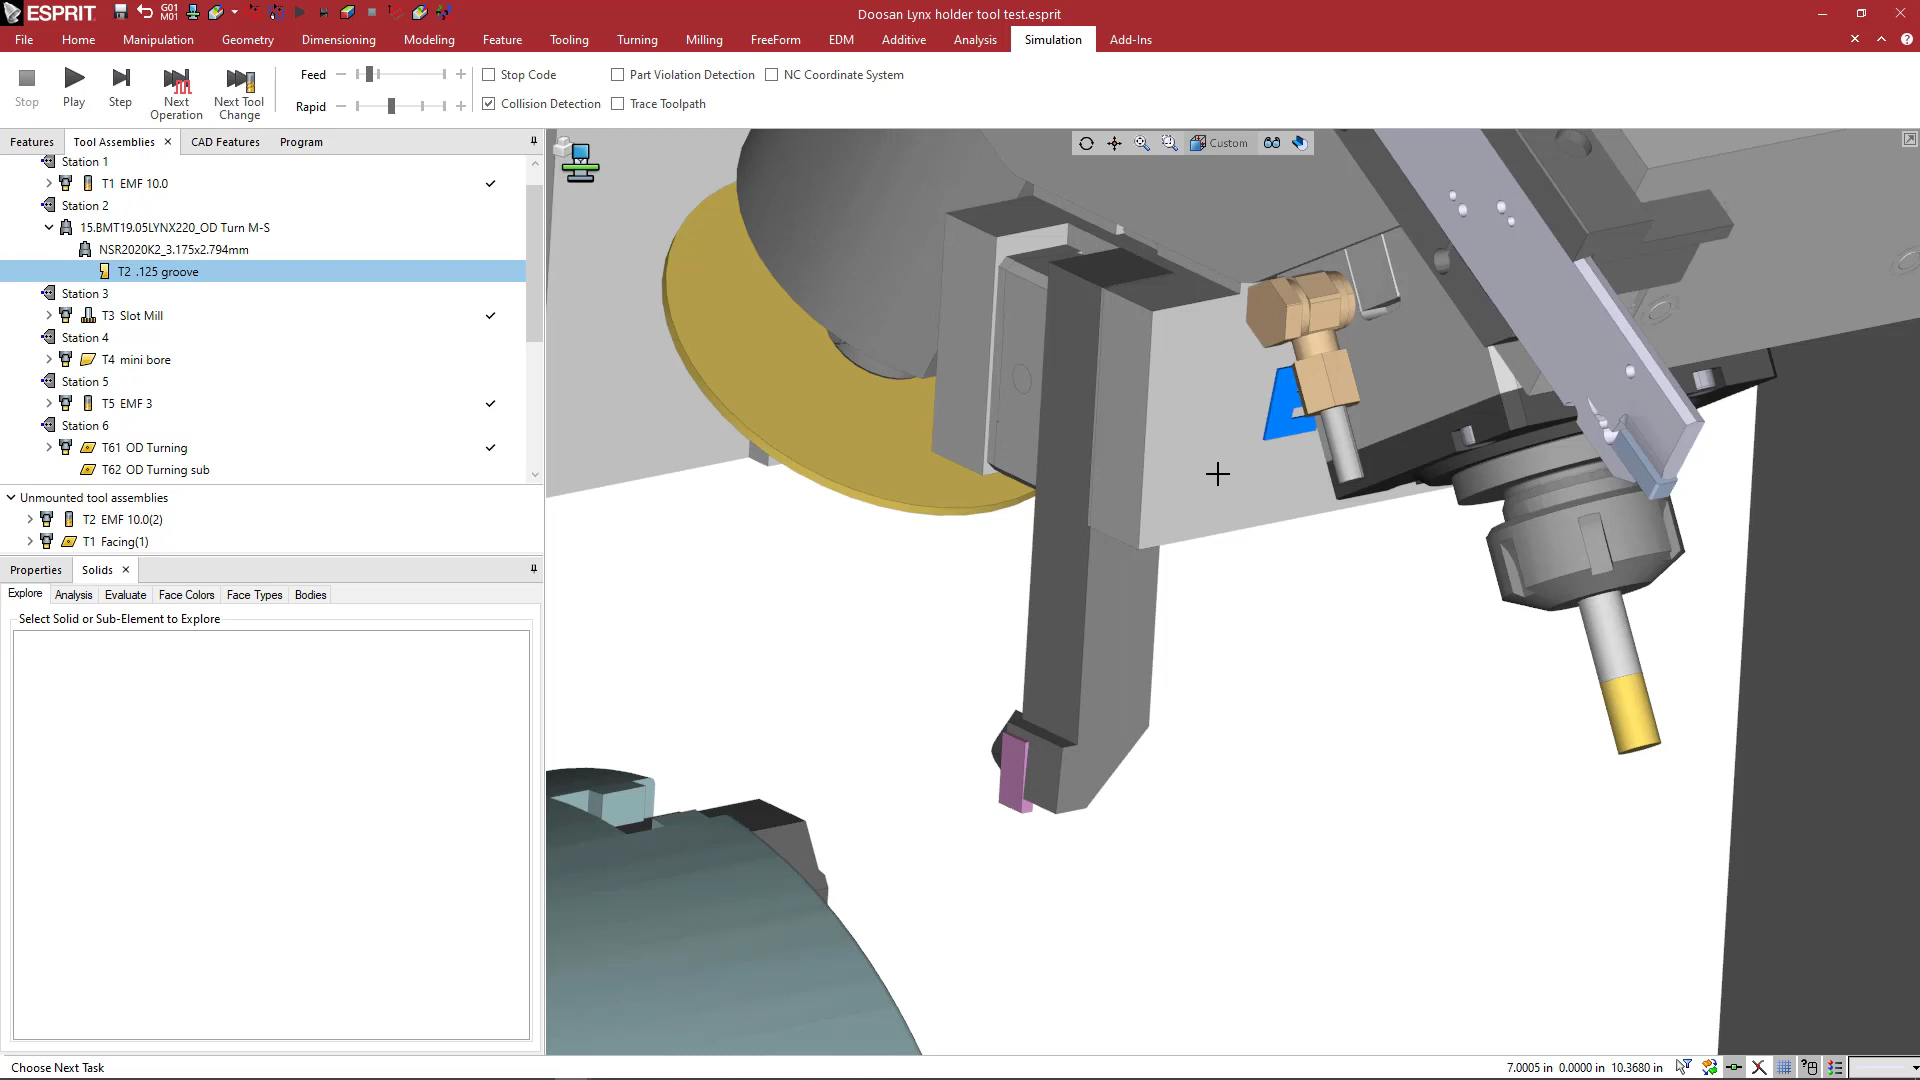 ESPRIT
G01
M01
Doosan Lynx holder tool test.esprit
File Home Manipulation Geometry Dimensioning Modeling Feature Tooling Turning Milling FreeForm EDM Additive Analysis Simulation Add-Ins
Stop
Play
Step
Next Operation
Next Tool Change
Feed
Rapid
Stop Code
Part Violation Detection
NC Coordinate System
Collision Detection
Trace Toolpath
Features Tool Assemblies CAD Features Program
Custom
Station 1
T1 EMF 10.0
Station 2
15.BMT19.05LYNX220_OD Turn M-S
NSR2020K2_3.175x2.794mm
T2 .125 groove
Station 3
T3 Slot Mill
Station 4
T4 mini bore
Station 5
T5 EMF 3
Station 6
T61 OD Turning
T62 OD Turning sub
Unmounted tool assemblies
T2 EMF 10.0(2)
T1 Facing(1)
Properties Solids
Explore Analysis Evaluate Face Colors Face Types Bodies
Select Solid or Sub-Element to Explore
Choose Next Task
7.0005 in 0.0000 in 10.3680 in